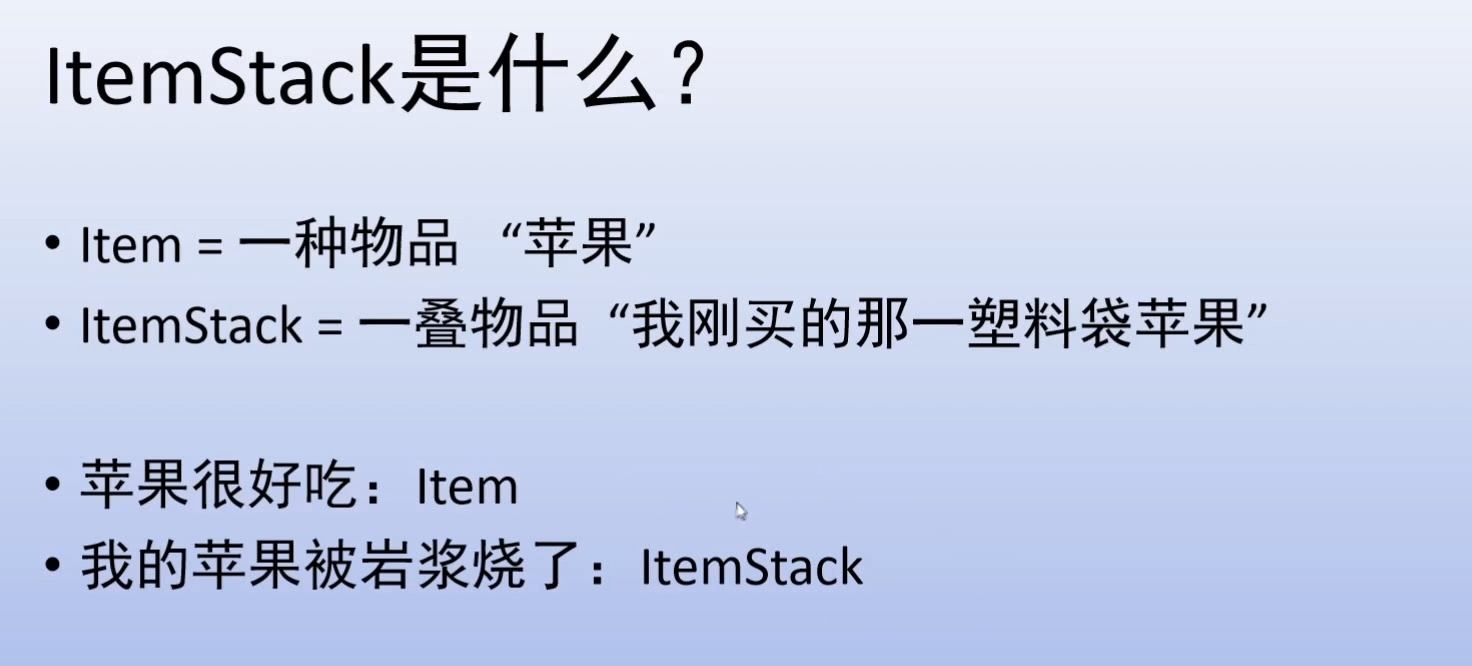 ItemStack是什么？
• Item = 一种物品 “苹果”
• ItemStack = 一叠物品 “我刚买的那一塑料袋苹果”
• 苹果很好吃：Item
• 我的苹果被岩浆烧了：ItemStack